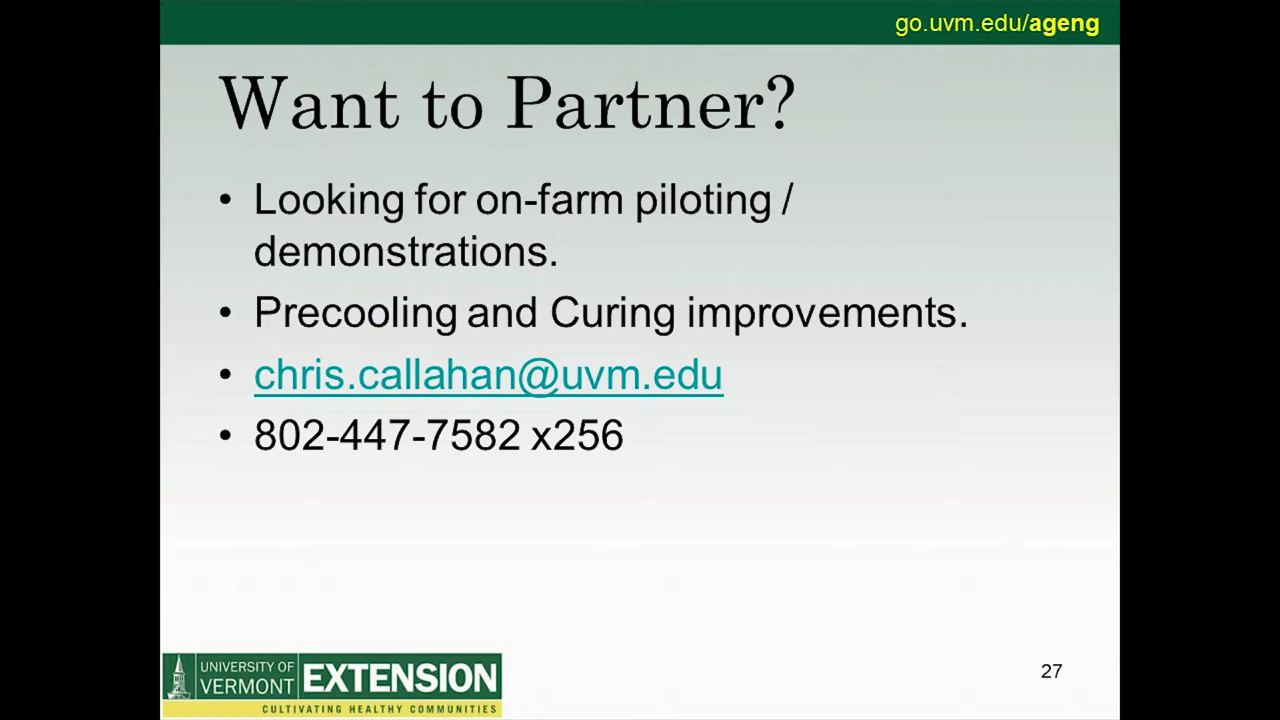 go.uvm.edu/ageng
Want to Partner?
• Looking for on-farm piloting /
demonstrations.
• Precooling and Curing improvements.
• chris.callahan@uvm.edu
• 802-447-7582 x256
UNIVERSITY OF
VERMONT
EXTENSION
CULTIVATING HEALTHY COMMUNITIES
27